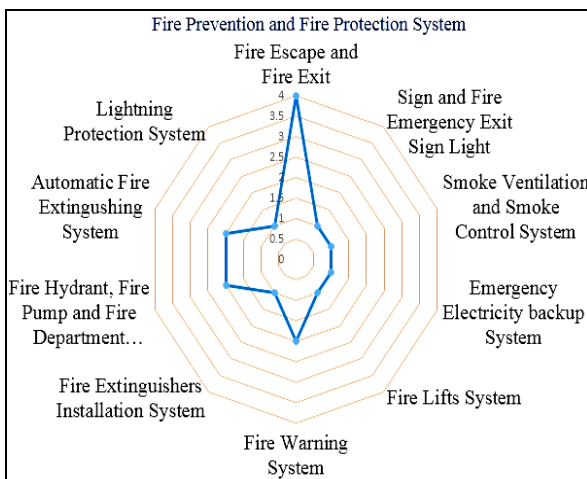 Fire Prevention and Fire Protection System
Fire Escape and
Fire Exit
Sign and Fire
Emergency Exit
Sign Light
Smoke Ventilation
and Smoke
Control System
Emergency
Electricity backup
System
Fire Lifts System
Fire Warning
System
Fire Extinguishers
Installation System
Fire Hydrant, Fire
Pump and Fire
Department…
Automatic Fire
Extingushing
System
Lightning
Protection System
4
3.5
3
2.5
2
1.5
1
0.5
0